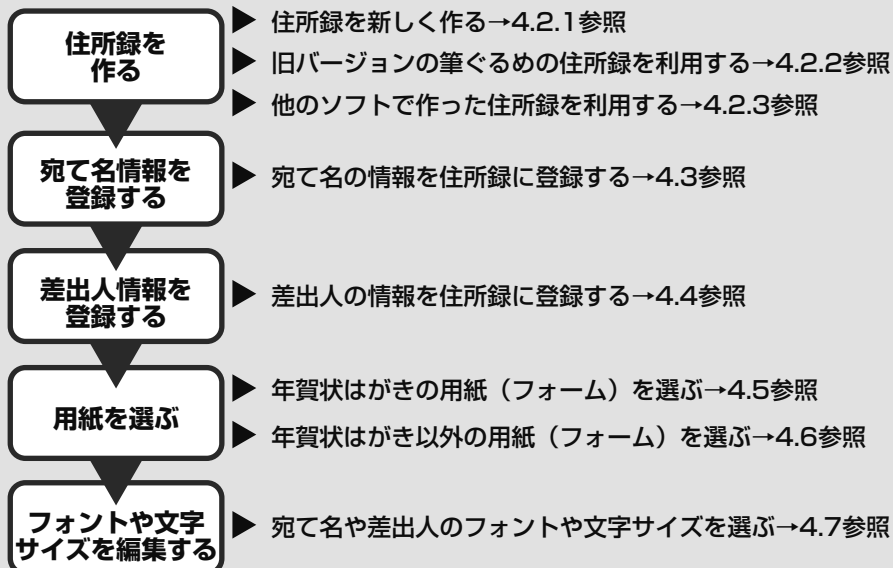 住所録を
作る
▶ 住所録を新しく作る→4.2.1参照
▶ 旧バージョンの筆ぐるめの住所録を利用する→4.2.2参照
▶ 他のソフトで作った住所録を利用する→4.2.3参照
宛て名情報を
登録する
▶ 宛て名の情報を住所録に登録する→4.3参照
差出人情報を
登録する
▶ 差出人の情報を住所録に登録する→4.4参照
用紙を選ぶ
▶ 年賀状はがきの用紙（フォーム）を選ぶ→4.5参照
▶ 年賀状はがき以外の用紙（フォーム）を選ぶ→4.6参照
フォントや文字
サイズを編集する
▶ 宛て名や差出人のフォントや文字サイズを選ぶ→4.7参照